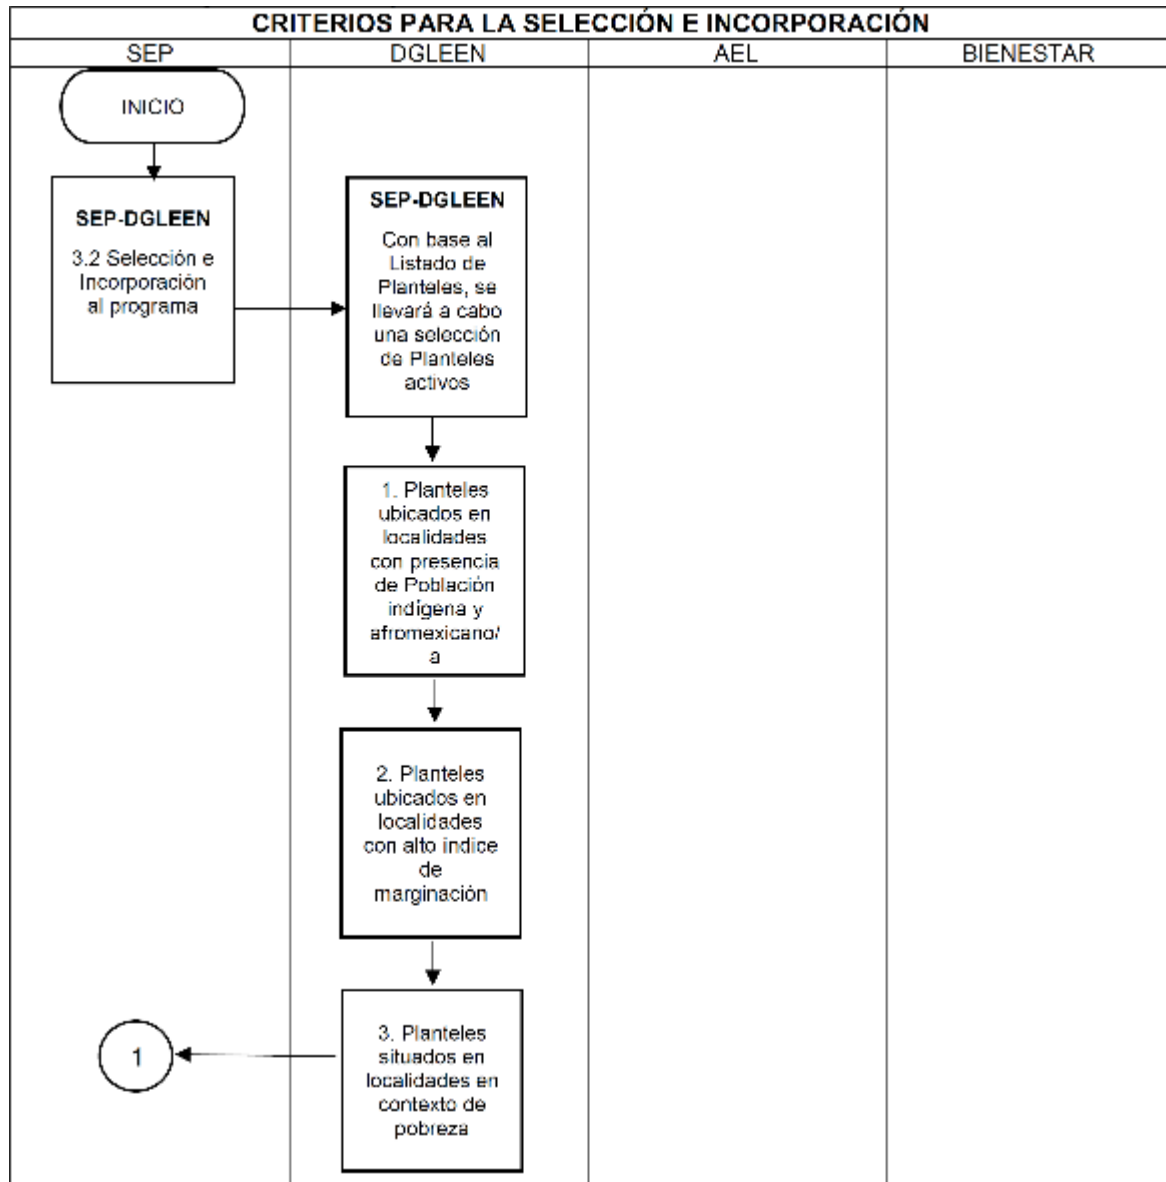 CRITERIOS PARA LA SELECCIÓN E INCORPORACIÓN
SEP
DGLEEN
AEL
BIENESTAR
INICIO
SEP-DGLEEN
3.2 Selección e
Incorporación
al programa
SEP-DGLEEN
Con base al
Listado de
Planteles, se
llevará a cabo
una selección
de Planteles
activos
1. Planteles
ubicados en
localidades
con presencia
de Población
indígena y
afromexicano/
a
2. Planteles
ubicados en
localidades
con alto índice
de
marginación
3. Planteles
situados en
localidades en
contexto de
pobreza
1